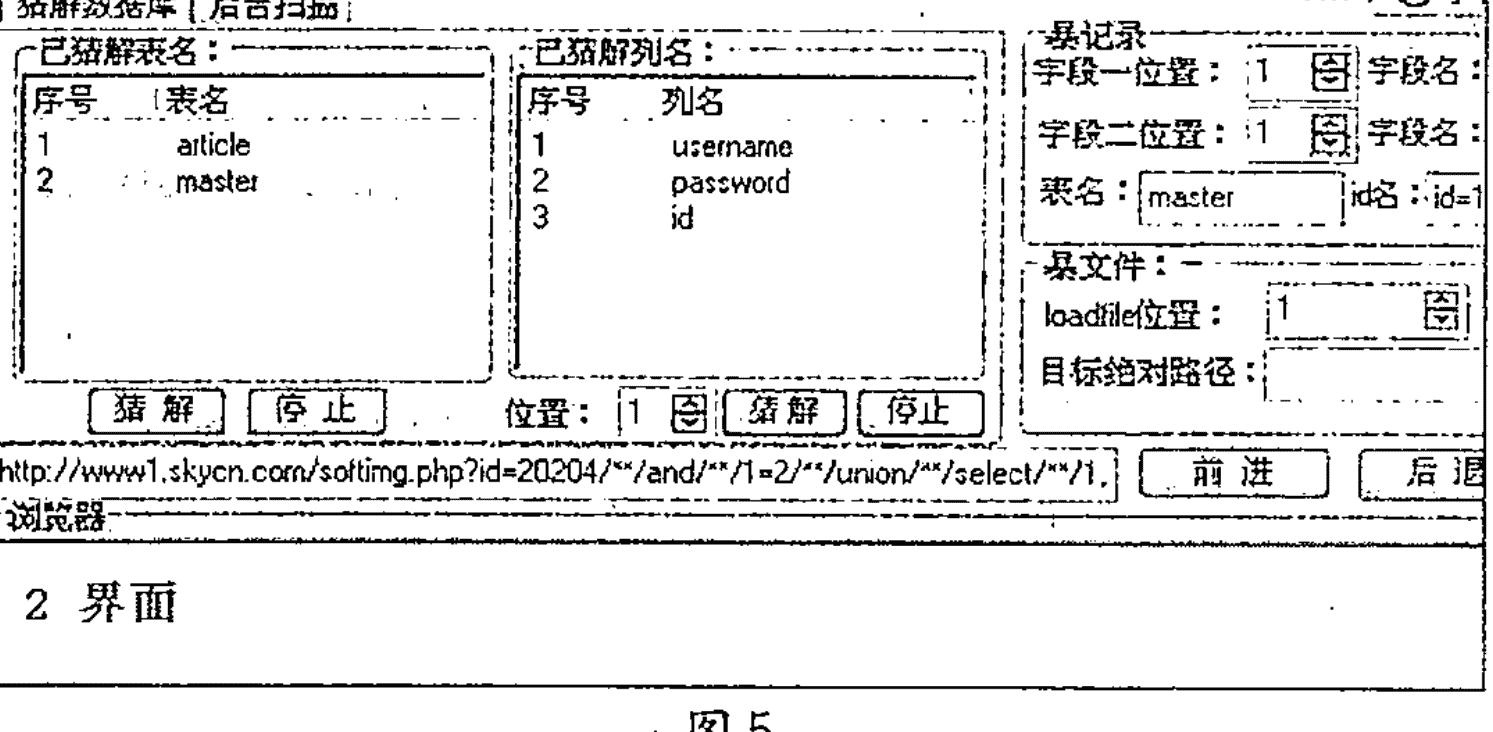 猜解数据库 后台扫描
已猜解表名：
序号 表名
1 article
2 master
猜解 停止
已猜解列名：
序号 列名
1 username
2 password
3 id
位置： 1 猜解 停止
暴记录
字段一位置： 1 字段名：
字段二位置： 1 字段名：
表名： master id名： id=1
暴文件：
loadfile位置： 1
目标绝对路径：
http://www1.skycn.com/softimg.php?id=20204/**/and/**/1=2/**/union/**/select/**/1,
前进 后退
浏览器
2 界面
图 5